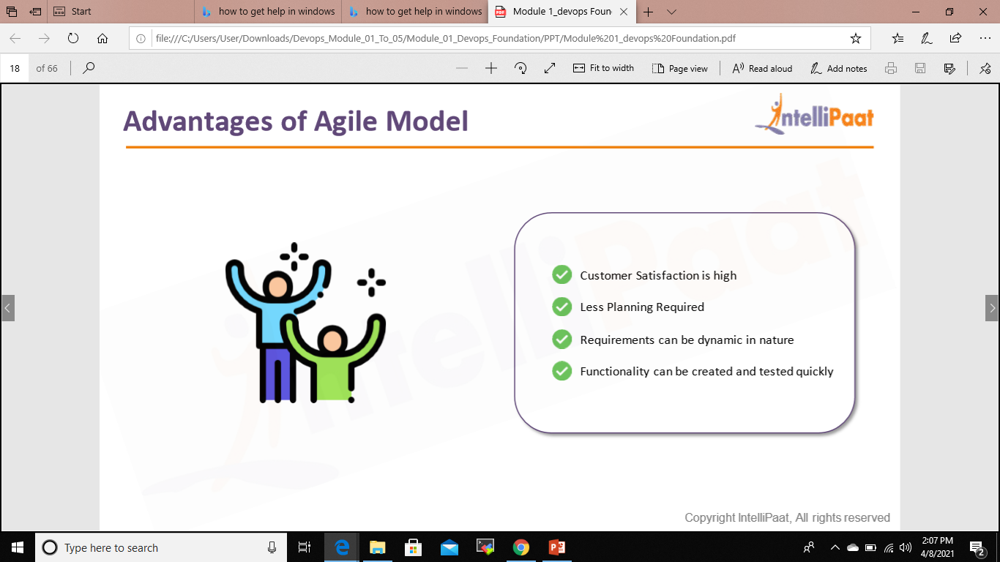 Start
how to get help in windows
how to get help in windows
Module 1_devops Foun
file:///C:/Users/User/Downloads/Devops_Module_01_To_05/Module_01_Devops_Foundation/PPT/Module%201_devops%20Foundation.pdf
18 of 66
Fit to width
Page view
Read aloud
Add notes
Advantages of Agile Model
IntelliPaat
Customer Satisfaction is high
Less Planning Required
Requirements can be dynamic in nature
Functionality can be created and tested quickly
IntelliPaat
Copyright IntelliPaat, All rights reserved
Type here to search
2:07 PM
4/8/2021
2